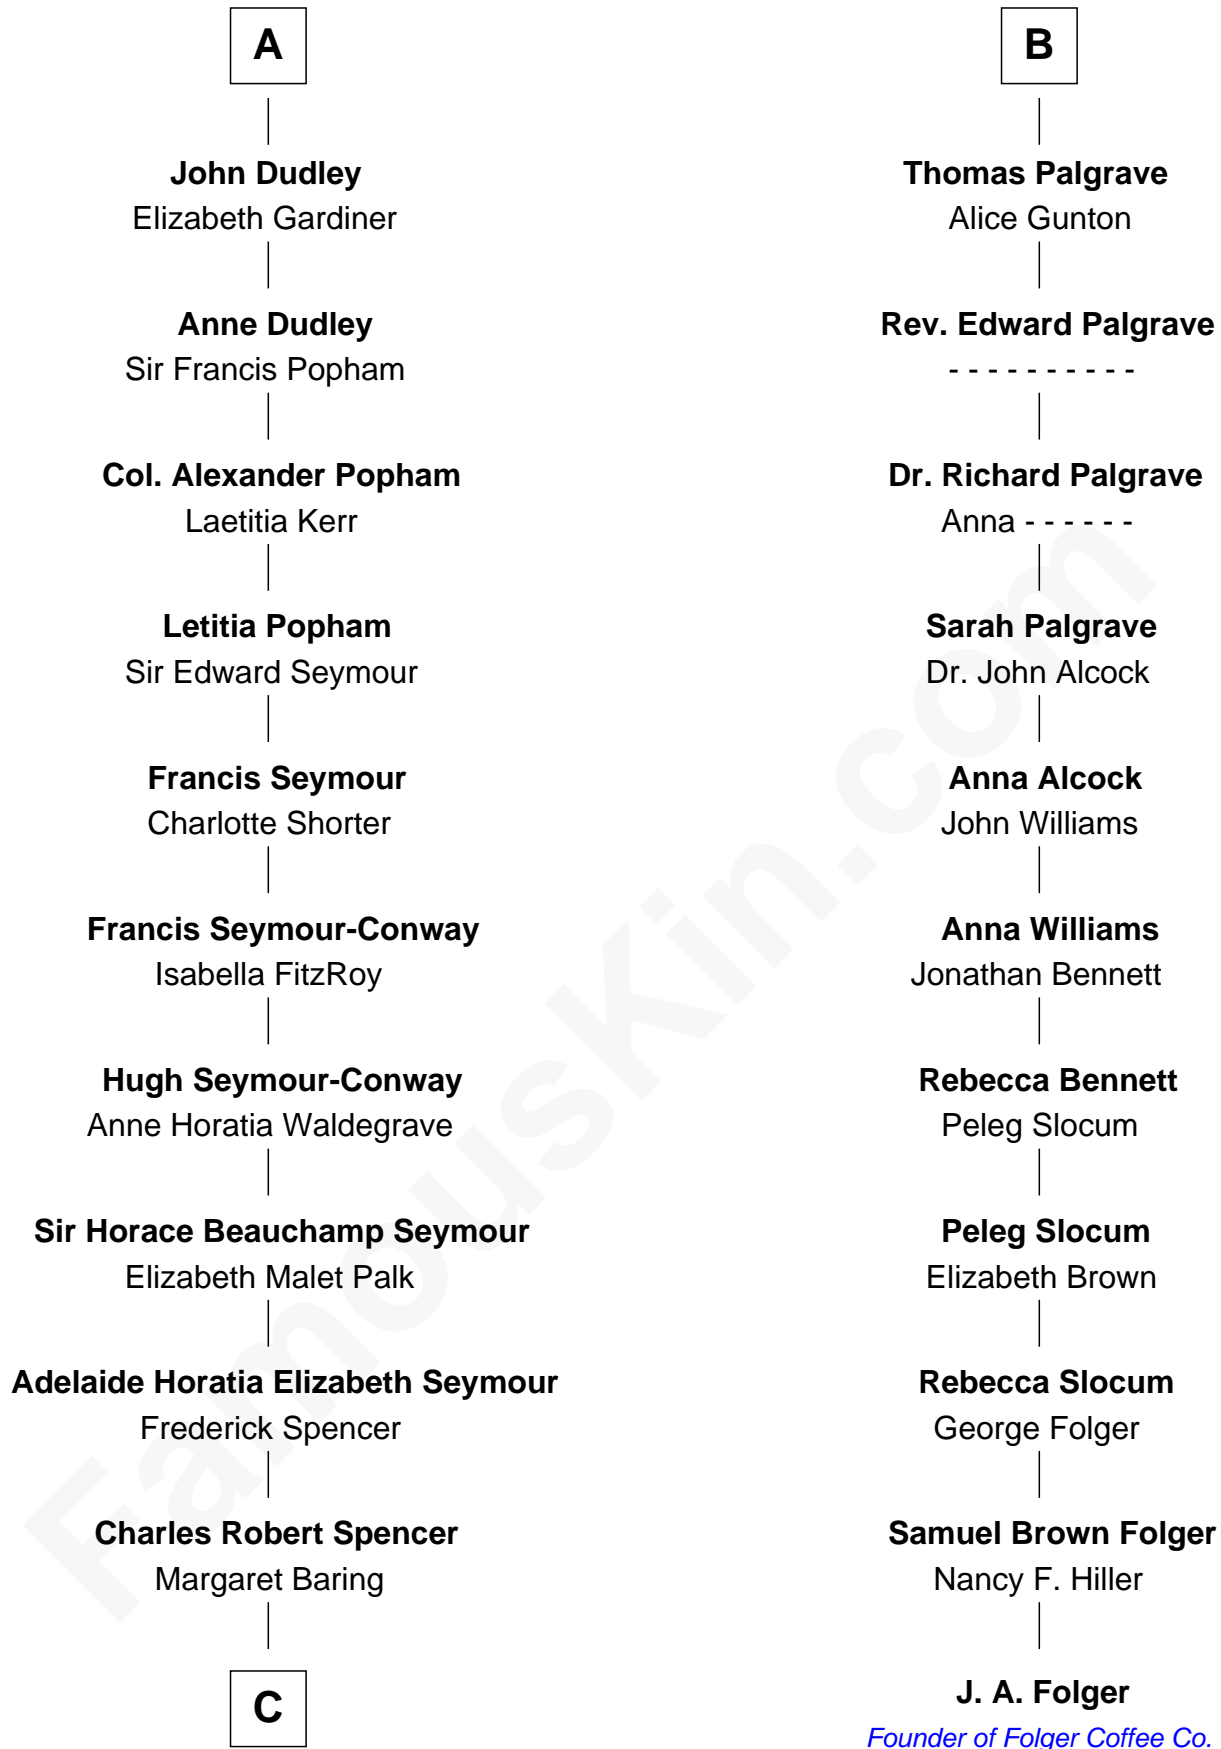 A
John Dudley
Elizabeth Gardiner
Anne Dudley
Sir Francis Popham
Col. Alexander Popham
Laetitia Kerr
Letitia Popham
Sir Edward Seymour
Francis Seymour
Charlotte Shorter
Francis Seymour-Conway
Isabella FitzRoy
Hugh Seymour-Conway
Anne Horatia Waldegrave
Sir Horace Beauchamp Seymour
Elizabeth Malet Palk
Adelaide Horatia Elizabeth Seymour
Frederick Spencer
Charles Robert Spencer
Margaret Baring
C
B
Thomas Palgrave
Alice Gunton
Rev. Edward Palgrave
- - - - - - - - - -
Dr. Richard Palgrave
Anna - - - - - -
Sarah Palgrave
Dr. John Alcock
Anna Alcock
John Williams
Anna Williams
Jonathan Bennett
Rebecca Bennett
Peleg Slocum
Peleg Slocum
Elizabeth Brown
Rebecca Slocum
George Folger
Samuel Brown Folger
Nancy F. Hiller
J. A. Folger
Founder of Folger Coffee Co.
FamousKin.com